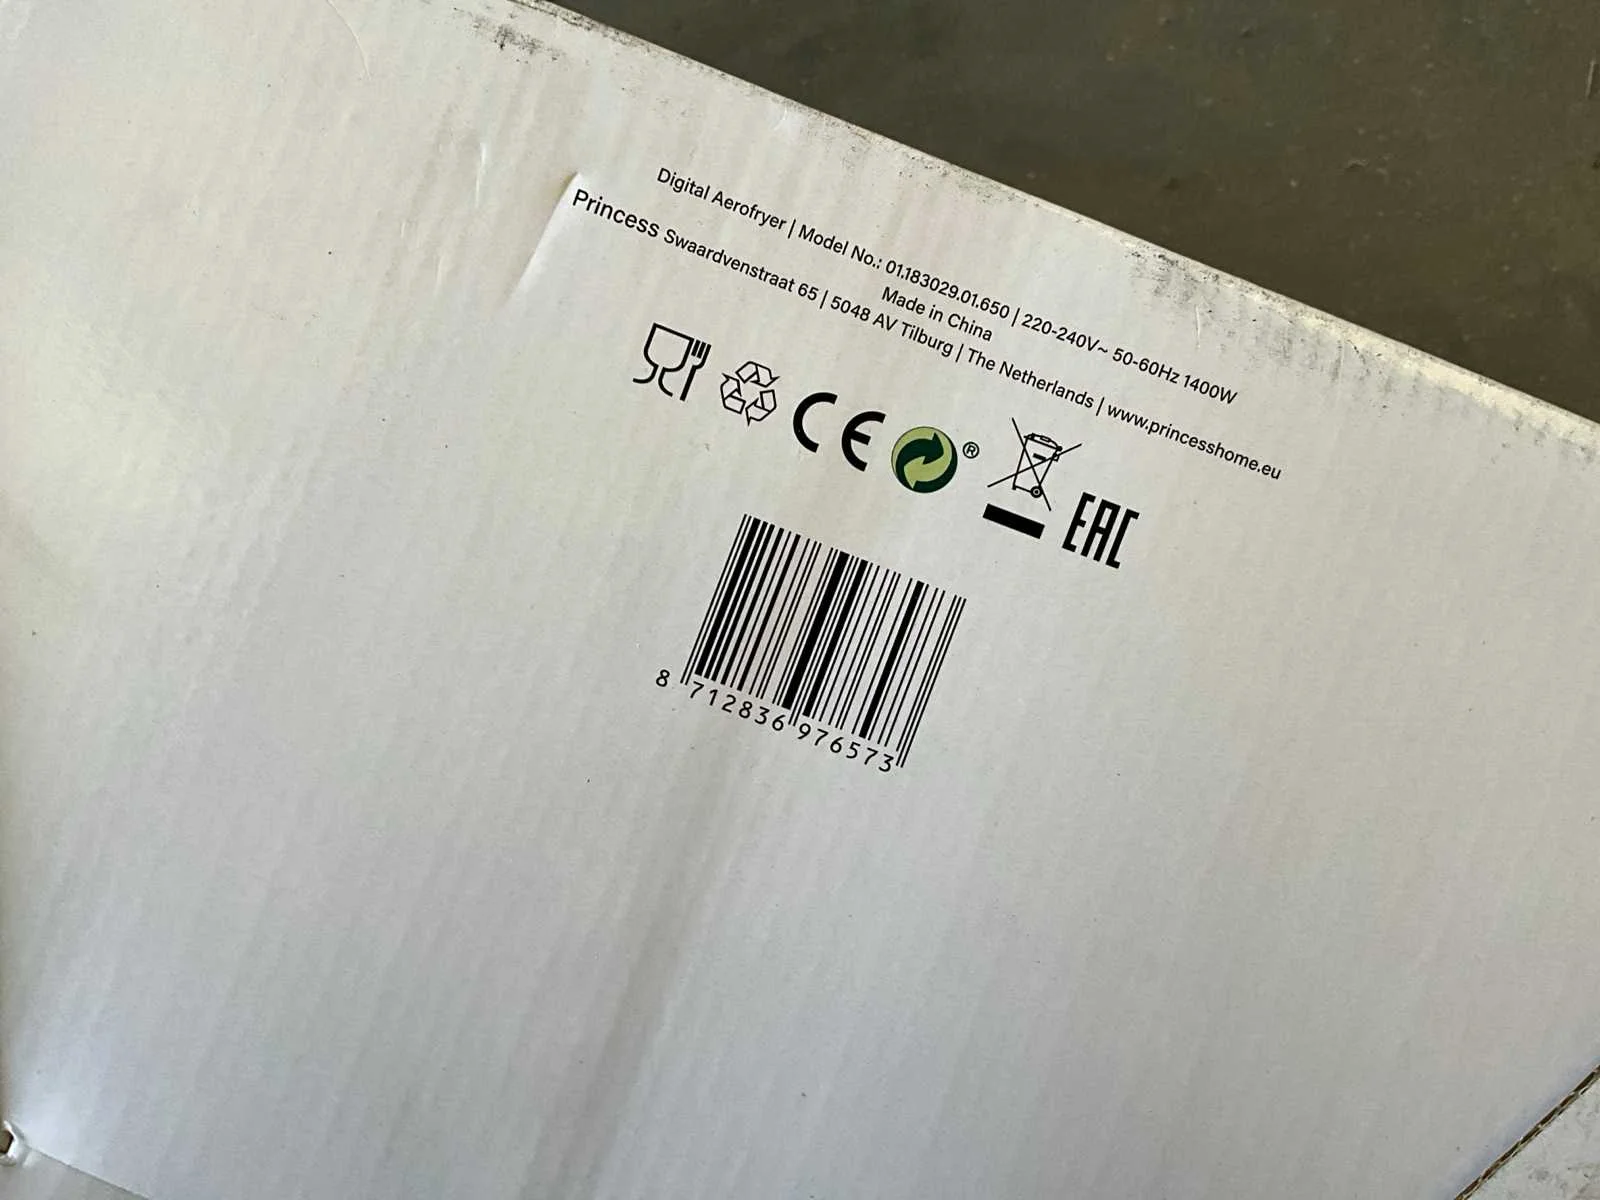 Digital Aerofryer | Model No.: 01.183029.01.650 | 220-240V~ 50-60Hz 1400W
Made in China
Princess Swaardvenstraat 65 | 5048 AV Tilburg | The Netherlands | www.princesshome.eu
CE ® EAC
8 712836 976573